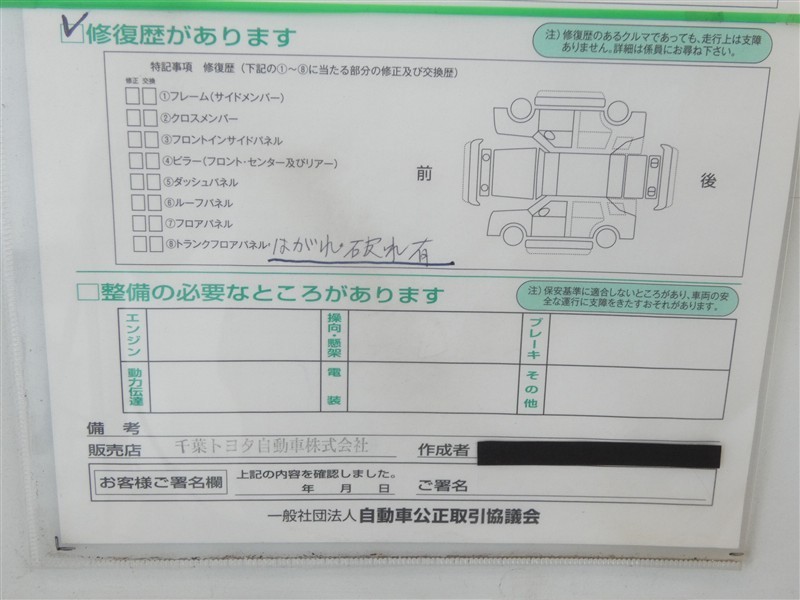 ✓修復歴があります
注)修復歴のあるクルマであっても、走行上は支障
ありません。詳細は係員にお尋ね下さい。
特記事項 修復歴(下記の①〜⑧に当たる部分の修正及び交換歴)
修正 交換
①フレーム(サイドメンバー)
②クロスメンバー
③フロントインサイドパネル
④ピラー(フロント・センター及びリアー)
⑤ダッシュパネル
⑥ルーフパネル
⑦フロアパネル
⑧トランクフロアパネル・はがれ・破れ有
前
後
□整備の必要なところがあります
注)保安基準に適合しないところがあり、車両の安
全な運行に支障をきたすおそれがあります。
エンジン
操向・懸架
ブレーキ
動力伝達
電装
その他
備考
販売店 千葉トヨタ自動車株式会社 作成者
お客様ご署名欄
上記の内容を確認しました。
年 月 日 ご署名
一般社団法人 自動車公正取引協議会